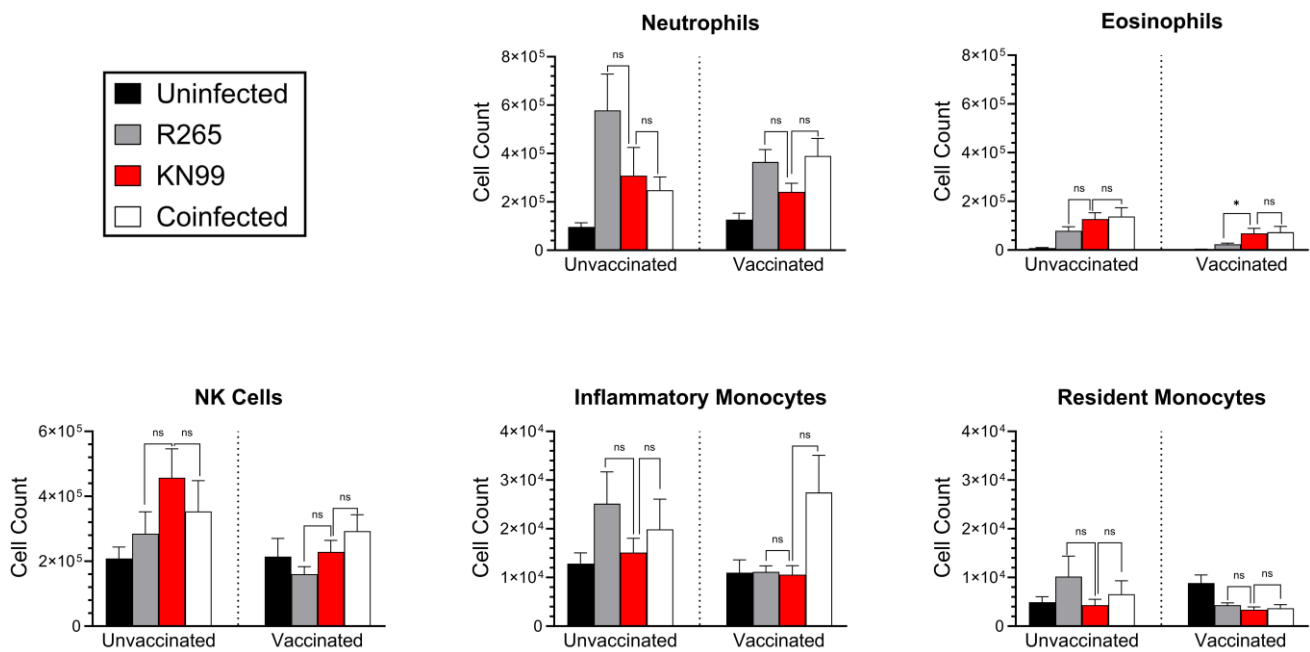 Uninfected
R265
KN99
Coinfected
Neutrophils
Cell Count
8×10⁵
6×10⁵
4×10⁵
2×10⁵
0
ns
ns
ns
ns
Unvaccinated
Vaccinated
Eosinophils
Cell Count
8×10⁵
6×10⁵
4×10⁵
2×10⁵
0
ns
ns
*
ns
Unvaccinated
Vaccinated
NK Cells
Cell Count
6×10⁵
4×10⁵
2×10⁵
0
ns
ns
ns
ns
Unvaccinated
Vaccinated
Inflammatory Monocytes
Cell Count
4×10⁴
3×10⁴
2×10⁴
1×10⁴
0
ns
ns
ns
ns
Unvaccinated
Vaccinated
Resident Monocytes
Cell Count
4×10⁴
3×10⁴
2×10⁴
1×10⁴
0
ns
ns
ns
ns
Unvaccinated
Vaccinated